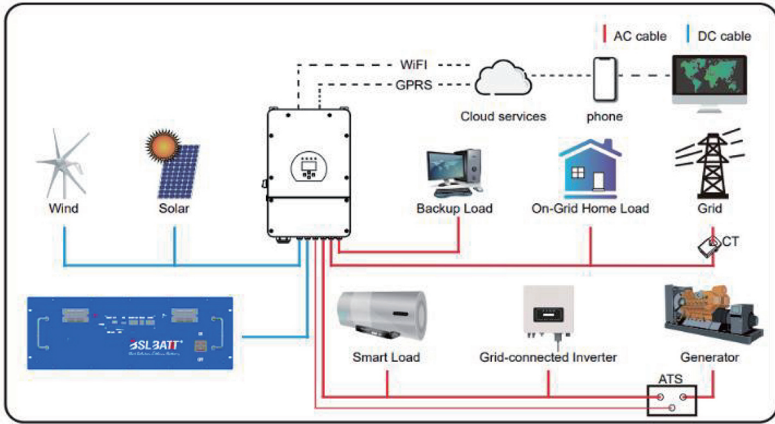 AC cable
DC cable
WiFI
GPRS
Cloud services
phone
Wind
Solar
Backup Load
On-Grid Home Load
Grid
CT
BSLBATT
Smart Load
Grid-connected Inverter
Generator
ATS